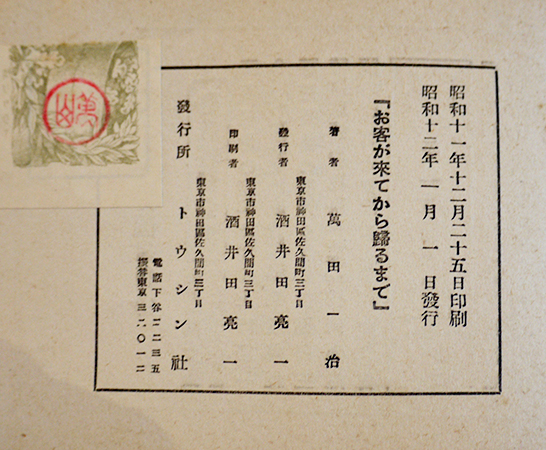 昭和十一年十二月二十五日印刷
昭和十二年一月一日發行
『お客が來てから歸るまで』
著者 萬田一治
東京市神田區佐久間町三丁目
發行者 酒井田亮一
東京市神田區佐久間町三丁目
印刷者 酒井田亮一
東京市神田區佐久間町三丁目
發行所 トウシン社
電話下谷二二三五
振替東京三二〇一二